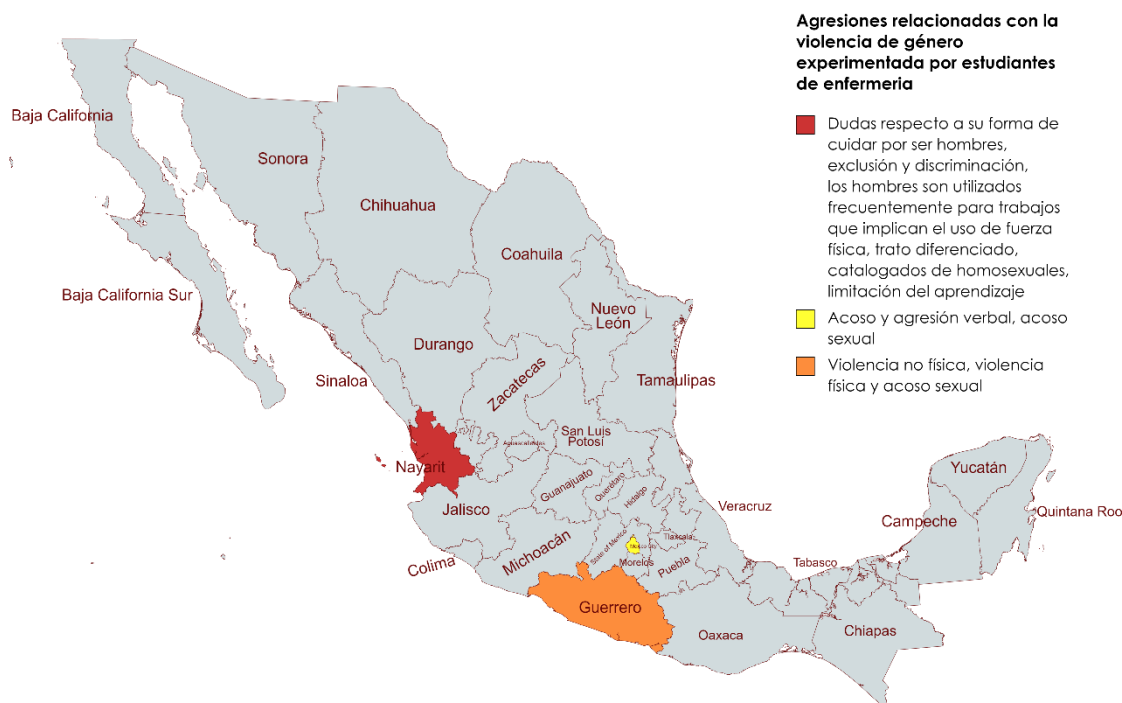 Agresiones relacionadas con la
violencia de género
experimentada por estudiantes
de enfermeria
Dudas respecto a su forma de
cuidar por ser hombres,
exclusión y discriminación,
los hombres son utilizados
frecuentemente para trabajos
que implican el uso de fuerza
física, trato diferenciado,
catalogados de homosexuales,
limitación del aprendizaje
Acoso y agresión verbal, acoso
sexual
Violencia no física, violencia
física y acoso sexual
Baja California
Sonora
Chihuahua
Coahuila
Baja California Sur
Nuevo
León
Durango
Sinaloa
Zacatecas
Tamaulipas
San Luis
Potosí
Aguascalientes
Nayarit
Guanajuato
Querétaro
Hidalgo
Jalisco
Veracruz
Yucatán
Quintana Roo
Campeche
Michoacán
State of Mexico
Mexico City
Tlaxcala
Colima
Morelos
Puebla
Tabasco
Guerrero
Oaxaca
Chiapas